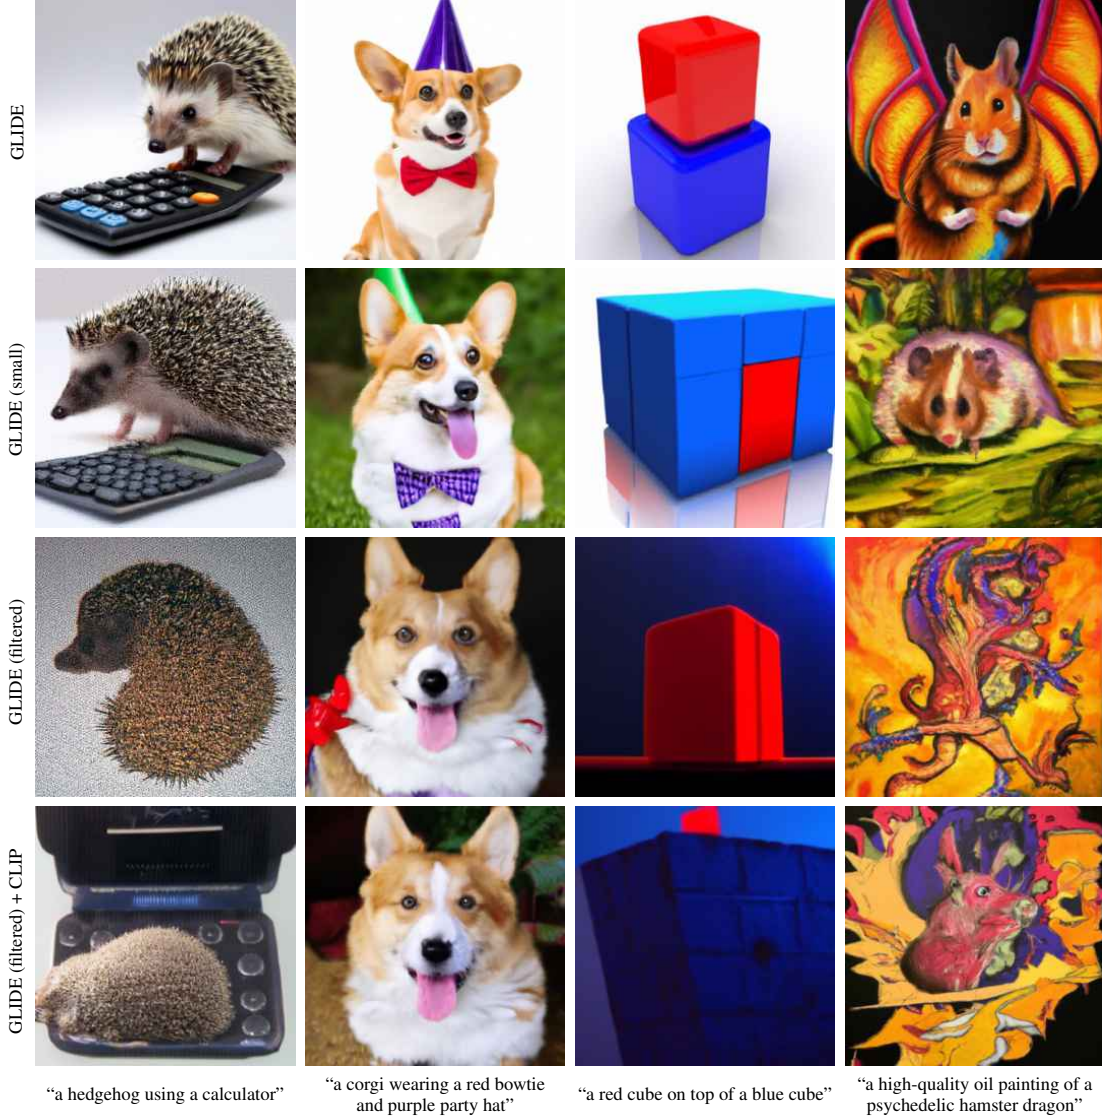 GLIDE
GLIDE (small)
GLIDE (filtered)
GLIDE (filtered) + CLIP
“a hedgehog using a calculator”
“a corgi wearing a red bowtie
and purple party hat”
“a red cube on top of a blue cube”
“a high-quality oil painting of a
psychedelic hamster dragon”